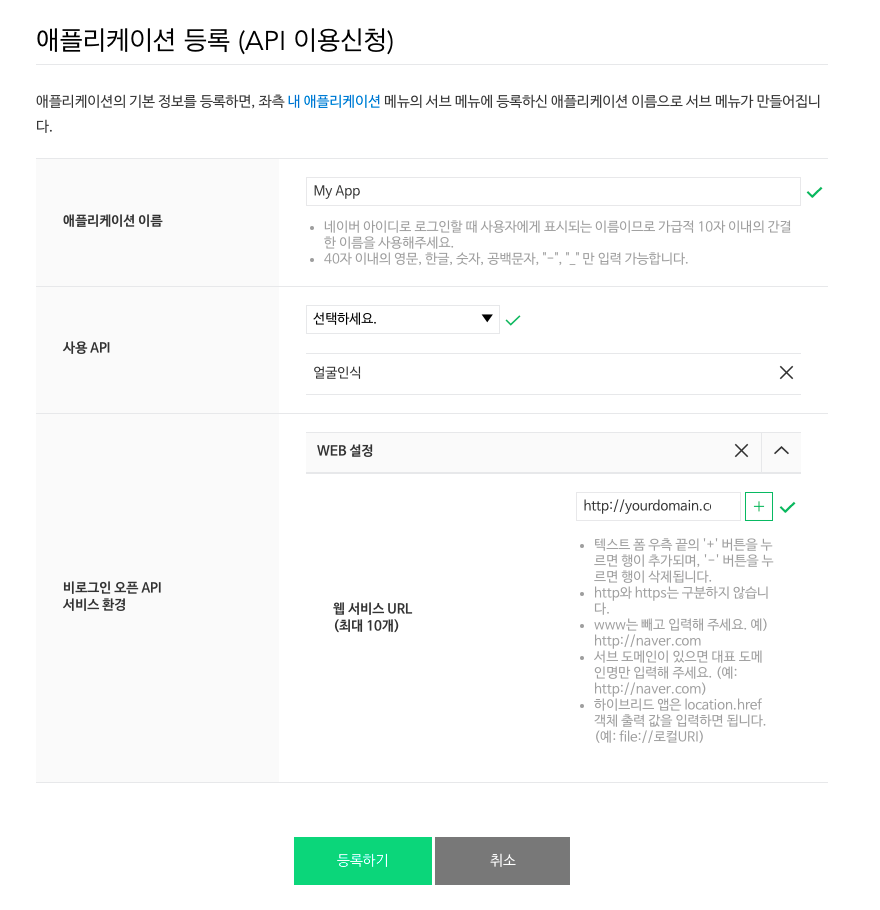 애플리케이션 등록 (API 이용신청)
애플리케이션의 기본 정보를 등록하면, 좌측 내 애플리케이션 메뉴의 서브 메뉴에 등록하신 애플리케이션 이름으로 서브 메뉴가 만들어집니
다.
애플리케이션 이름
My App
네이버 아이디로 로그인할 때 사용자에게 표시되는 이름이므로 가급적 10자 이내의 간결
한 이름을 사용해주세요.
40자 이내의 영문, 한글, 숫자, 공백문자, "-", "_" 만 입력 가능합니다.
사용 API
선택하세요.
얼굴인식
비로그인 오픈 API
서비스 환경
WEB 설정
웹 서비스 URL
(최대 10개)
http://yourdomain.co
텍스트 폼 우측 끝의 '+' 버튼을 누
르면 행이 추가되며, '-' 버튼을 누
르면 행이 삭제됩니다.
http와 https는 구분하지 않습니
다.
www는 빼고 입력해 주세요. 예)
http://naver.com
서브 도메인이 있으면 대표 도메
인명만 입력해 주세요. (예:
http://naver.com)
하이브리드 앱은 location.href
객체 출력 값을 입력하면 됩니다.
(예: file://로컬URI)
등록하기
취소